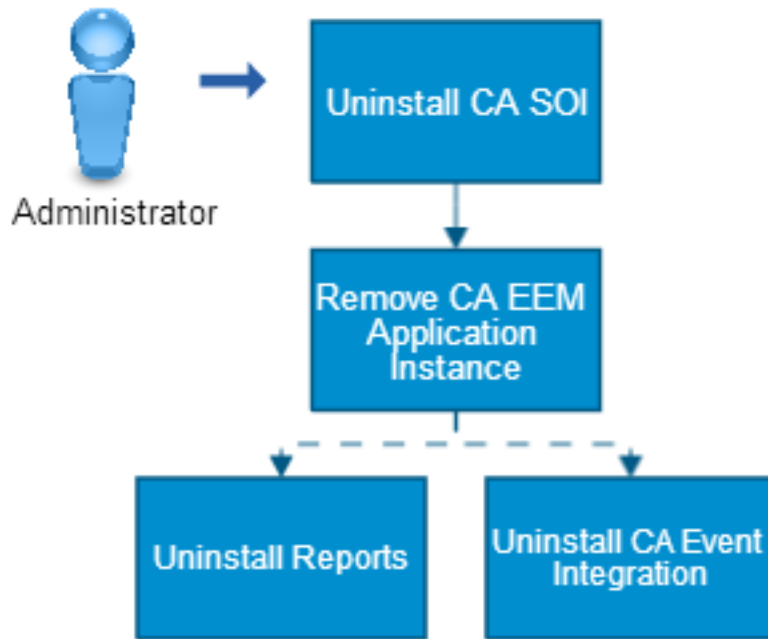 Uninstall CA SOI
Administrator
Remove CA EEM
Application
Instance
Uninstall Reports
Uninstall CA Event
Integration